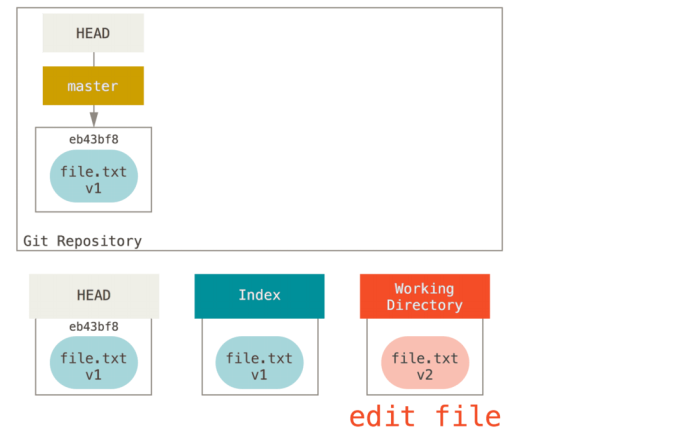 HEAD
master
eb43bf8
file.txt
v1
Git Repository
HEAD
Index
Working
Directory
eb43bf8
file.txt
v1
file.txt
v1
file.txt
v2
edit file